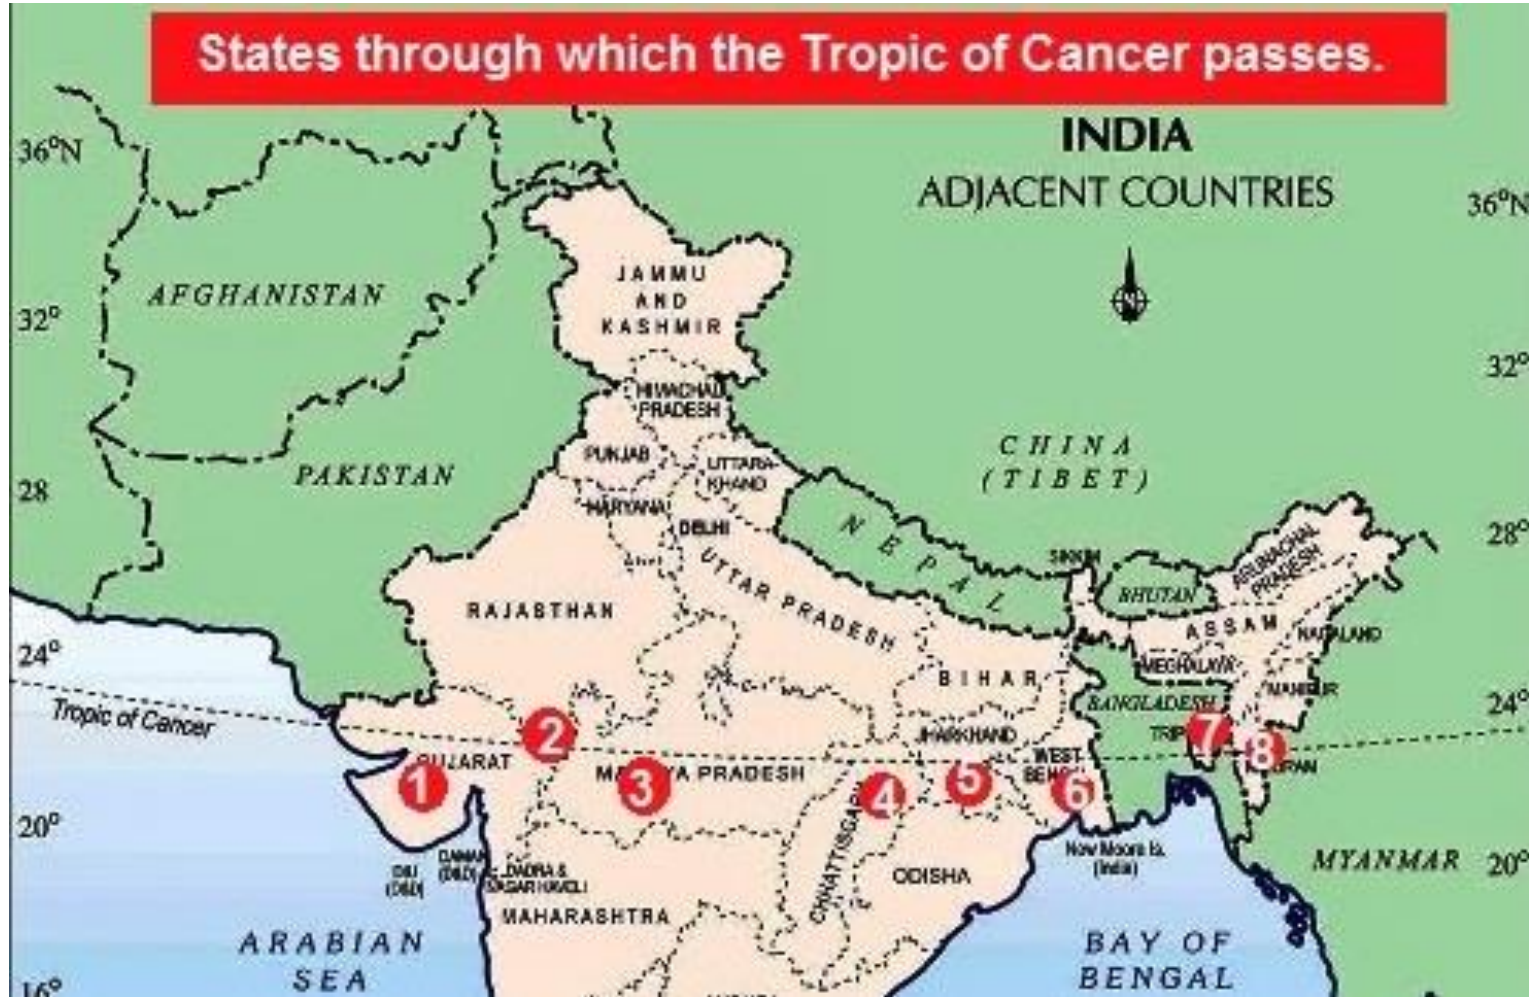 States through which the Tropic of Cancer passes.
INDIA
ADJACENT COUNTRIES
36°N
36°N
JAMMU
AND
KASHMIR
AFGHANISTAN
32°
32°
HIMACHAL
PRADESH
CHINA
(TIBET)
PUNJAB
UTTARA-
KHAND
PAKISTAN
28
HARYANA
DELHI
NEPAL
28°
SIKKIM
ARUNACHAL
PRADESH
BHUTAN
UTTAR PRADESH
RAJASTHAN
ASSAM
NAGALAND
24°
MEGHALAYA
BIHAR
MANIPUR
BANGLADESH
24°
Tropic of Cancer
2
JHARKHAND
TRIP
7
8
GUJARAT
WEST
1
3
PRADESH
4
5
6
20°
CHHATTISGAR
New Moore Is.
(India)
DIU
(D&D)
DAMAN
(D&D)
DADRA &
NAGAR HAVELI
ODISHA
MYANMAR
20°
MAHARASHTRA
ARABIAN
SEA
BAY OF
BENGAL
16°